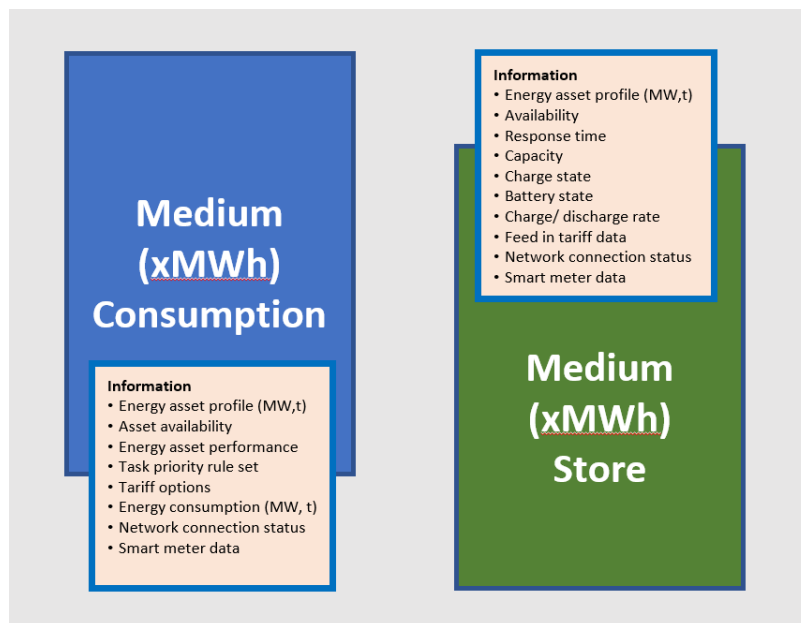 Medium
(xMWh)
Consumption
Information
• Energy asset profile (MW,t)
• Asset availability
• Energy asset performance
• Task priority rule set
• Tariff options
• Energy consumption (MW, t)
• Network connection status
• Smart meter data
Information
• Energy asset profile (MW,t)
• Availability
• Response time
• Capacity
• Charge state
• Battery state
• Charge/ discharge rate
• Feed in tariff data
• Network connection status
• Smart meter data
Medium
(xMWh)
Store